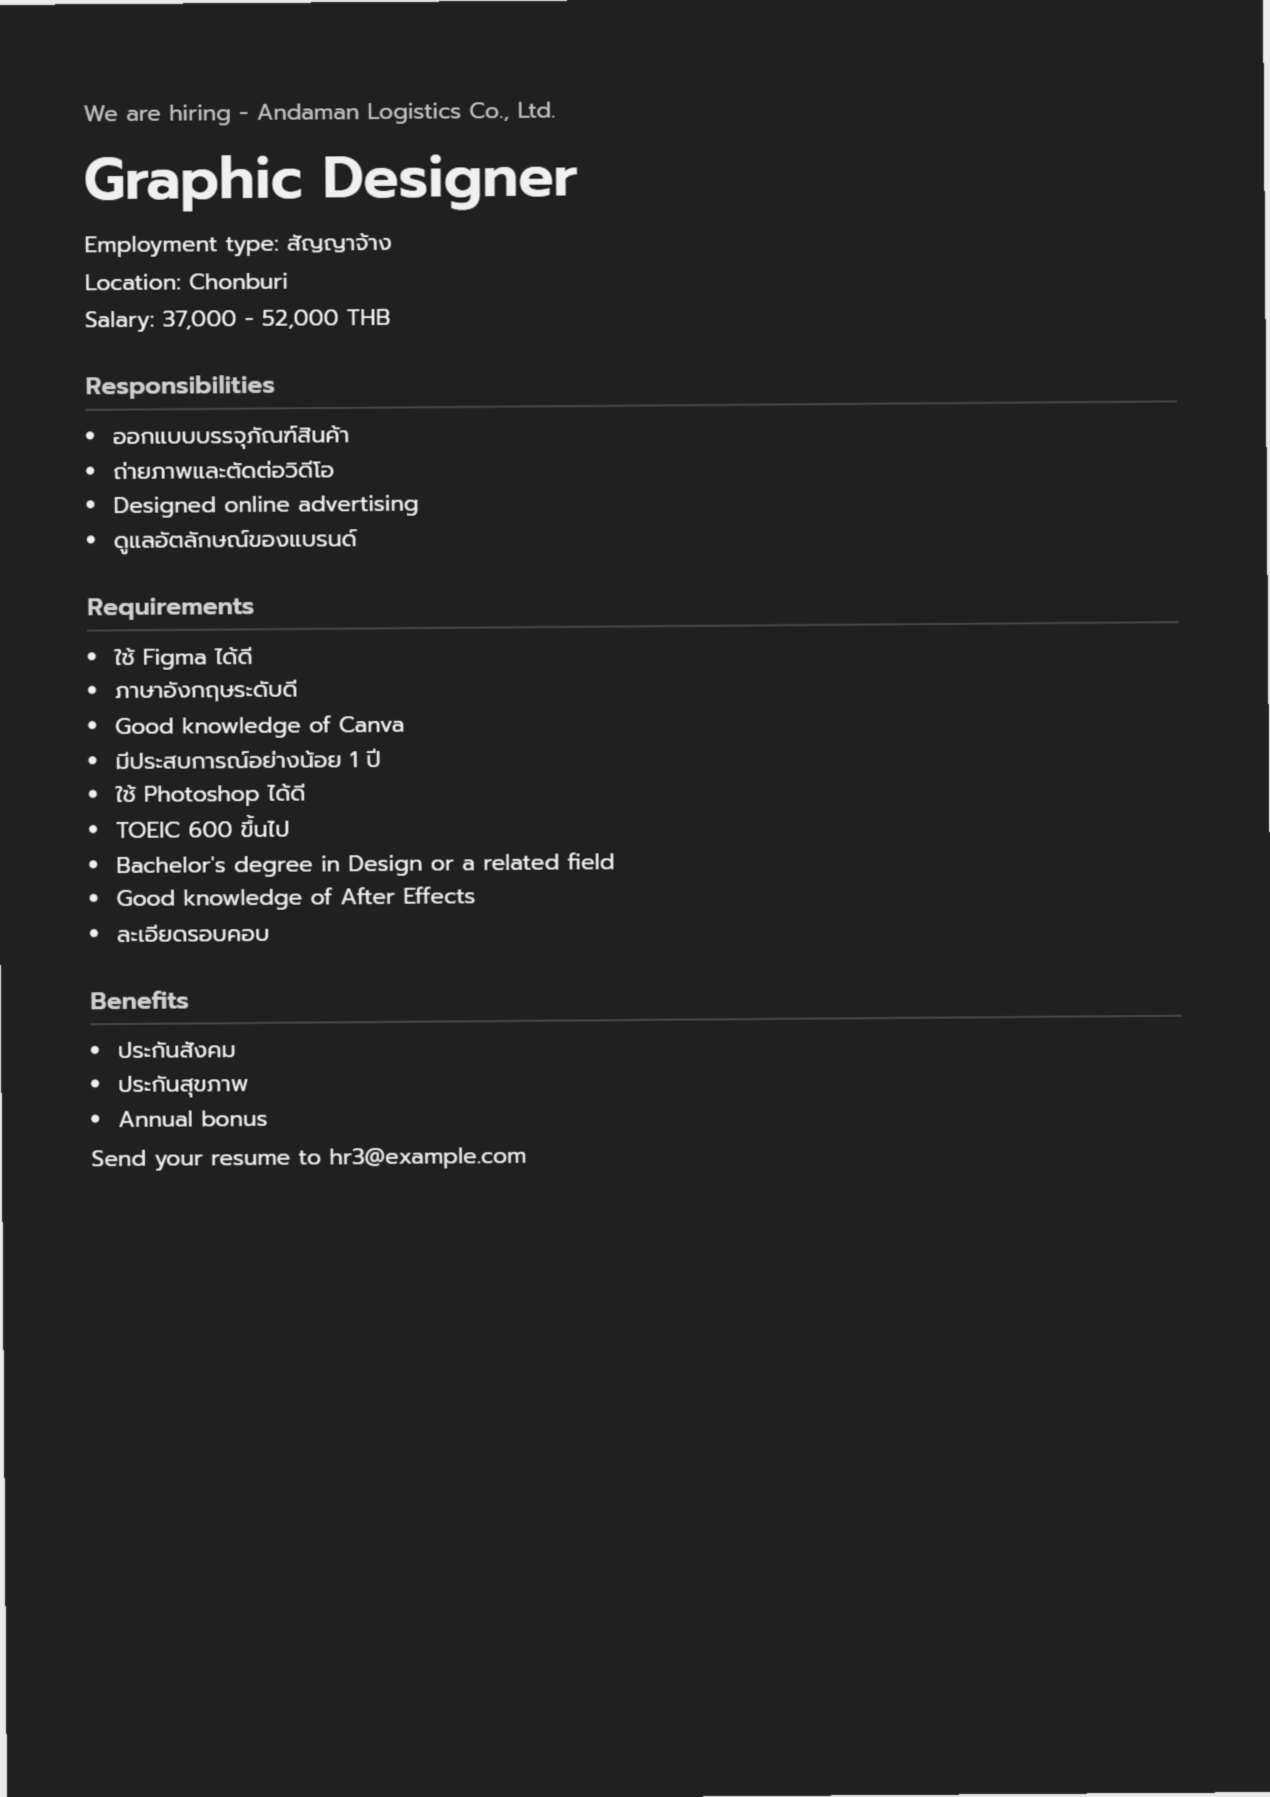 We are hiring - Andaman Logistics Co., Ltd.
Graphic Designer
Employment type: สัญญาจ้าง
Location: Chonburi
Salary: 37,000 - 52,000 THB
Responsibilities
• ออกแบบบรรจุภัณฑ์สินค้า
• ถ่ายภาพและตัดต่อวิดีโอ
• Designed online advertising
• ดูแลอัตลักษณ์ของแบรนด์
Requirements
• ใช้ Figma ได้ดี
• ภาษาอังกฤษระดับดี
• Good knowledge of Canva
• มีประสบการณ์อย่างน้อย 1 ปี
• ใช้ Photoshop ได้ดี
• TOEIC 600 ขึ้นไป
• Bachelor's degree in Design or a related field
• Good knowledge of After Effects
• ละเอียดรอบคอบ
Benefits
• ประกันสังคม
• ประกันสุขภาพ
• Annual bonus
Send your resume to hr3@example.com